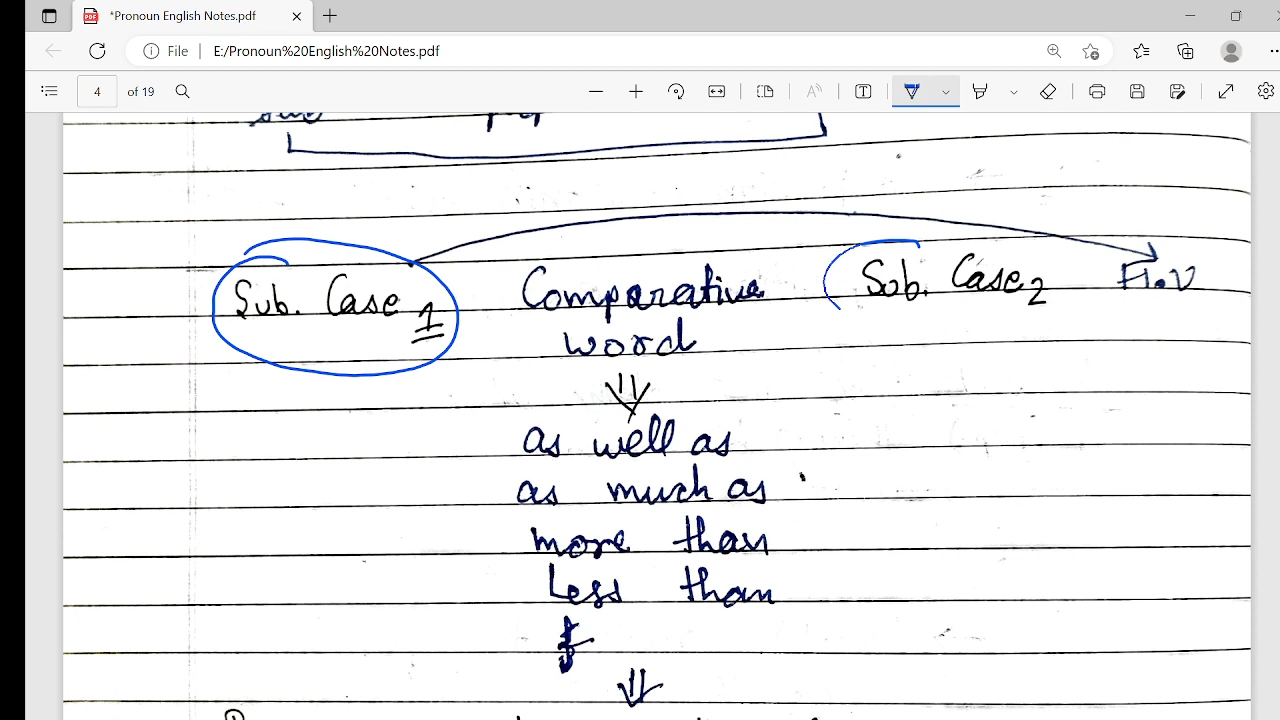 *Pronoun English Notes.pdf
File E:/Pronoun%20English%20Notes.pdf
4 of 19
Sub. Case 1 Comparative Sub. Case 2 H.V
word
as well as
as much as
more than
Less than